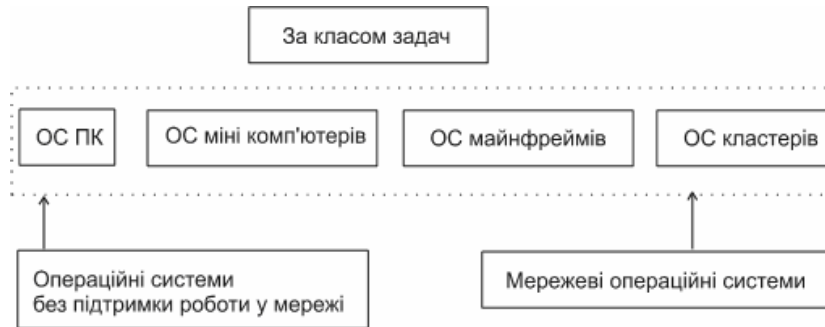 За класом задач
ОС ПК
ОС міні комп'ютерів
ОС майнфреймів
ОС кластерів
Операційні системи
без підтримки роботи у мережі
Мережеві операційні системи